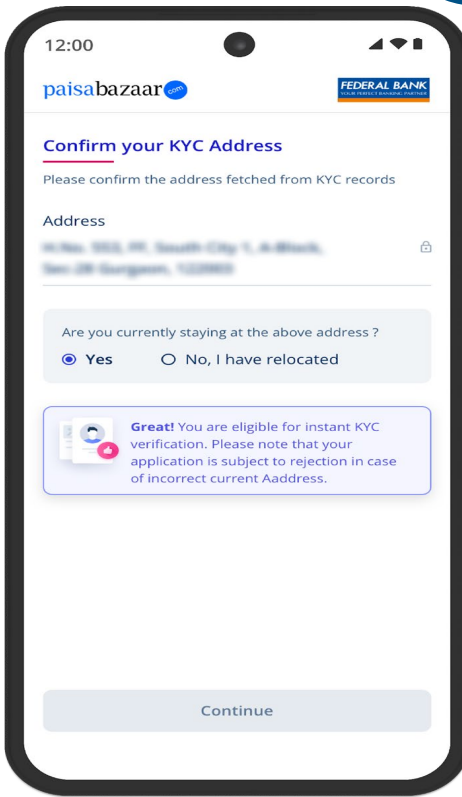 12:00
paisabazaar.com
FEDERAL BANK
YOUR PERFECT BANKING PARTNER
Confirm your KYC Address
Please confirm the address fetched from KYC records
Address
Are you currently staying at the above address ?
Yes No, I have relocated
Great! You are eligible for instant KYC
verification. Please note that your
application is subject to rejection in case
of incorrect current Aaddress.
Continue